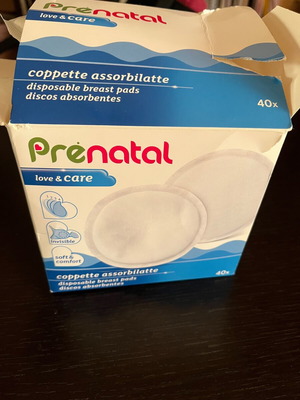 Prénatal
love & care
coppette assorbilatte
disposable breast pads
discos absorbentes
40x
Prénatal
love & care
invisible
soft &
comfort
coppette assorbilatte
disposable breast pads
discos absorbentes
40x